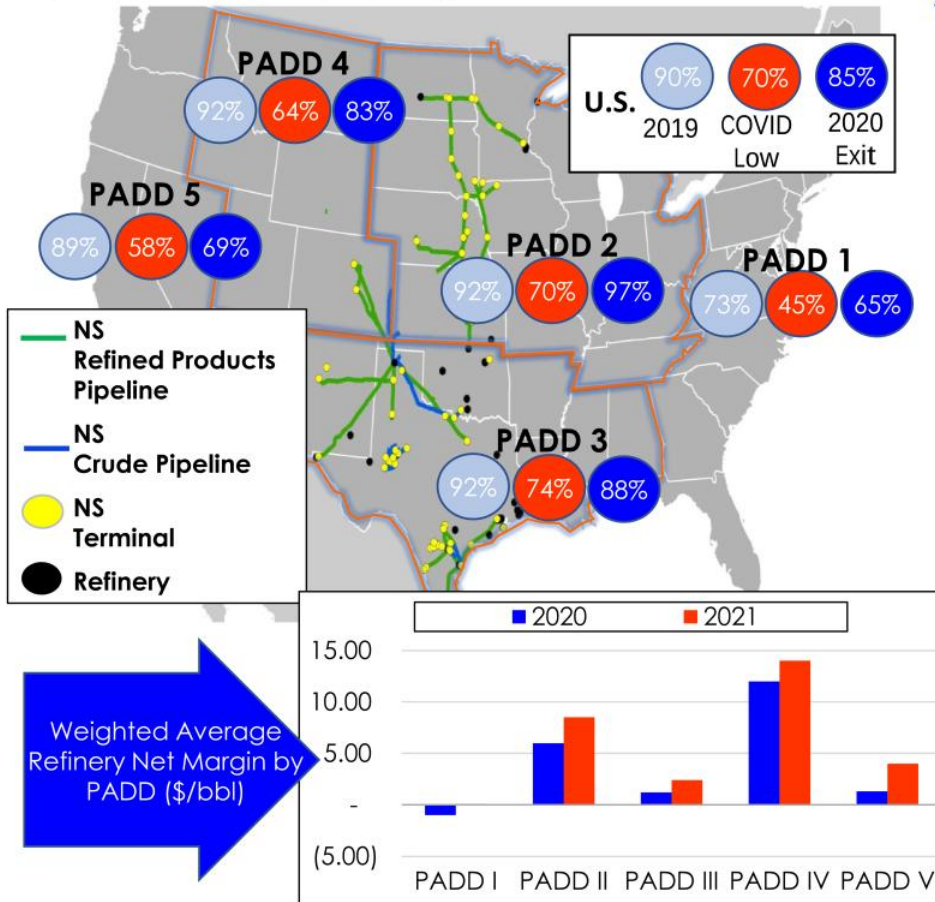 PADD 4
92% 64% 83%
U.S. 90% 70% 85%
2019 COVID Low 2020 Exit
PADD 5
89% 58% 69%
PADD 2
92% 70% 97%
PADD 1
73% 45% 65%
NS
Refined Products
Pipeline
NS
Crude Pipeline
NS
Terminal
Refinery
PADD 3
92% 74% 88%
Weighted Average
Refinery Net Margin by
PADD ($/bbl)
2020 2021
15.00
10.00
5.00
-
(5.00)
PADD I PADD II PADD III PADD IV PADD V